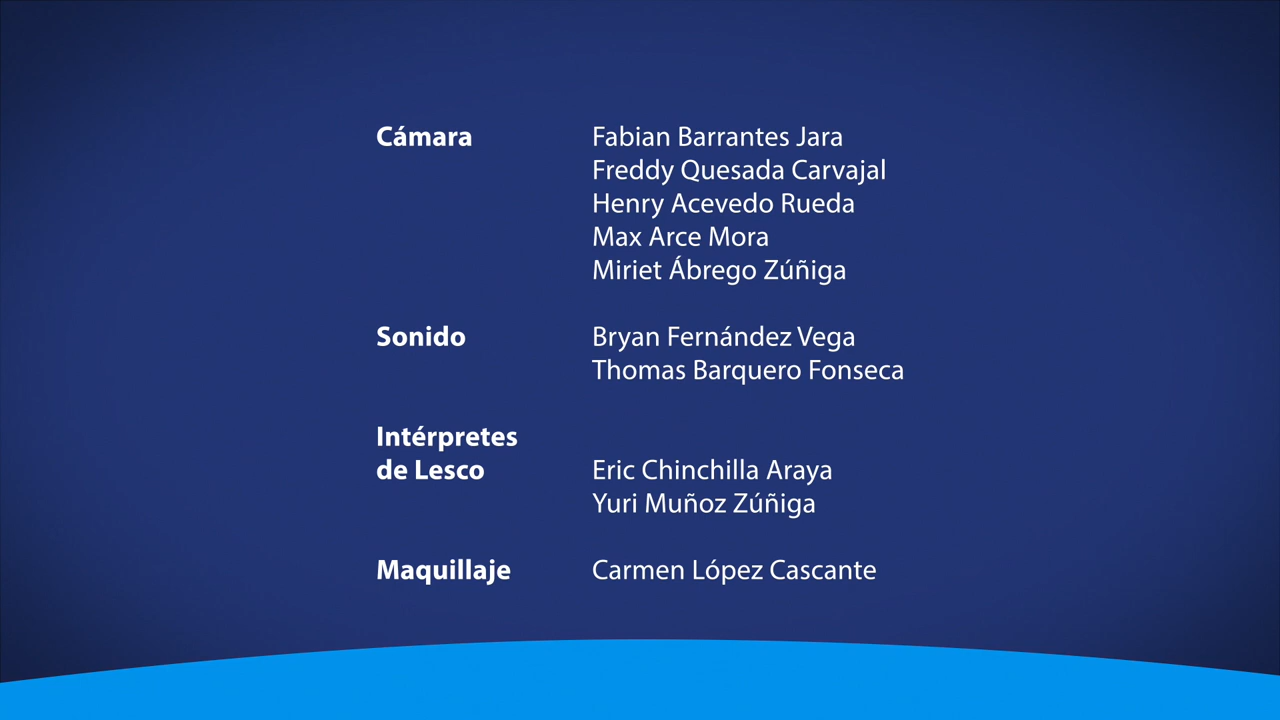 Cámara Fabian Barrantes Jara
Freddy Quesada Carvajal
Henry Acevedo Rueda
Max Arce Mora
Miriet Ábrego Zúñiga
Sonido Bryan Fernández Vega
Thomas Barquero Fonseca
Intérpretes
de Lesco Eric Chinchilla Araya
Yuri Muñoz Zúñiga
Maquillaje Carmen López Cascante